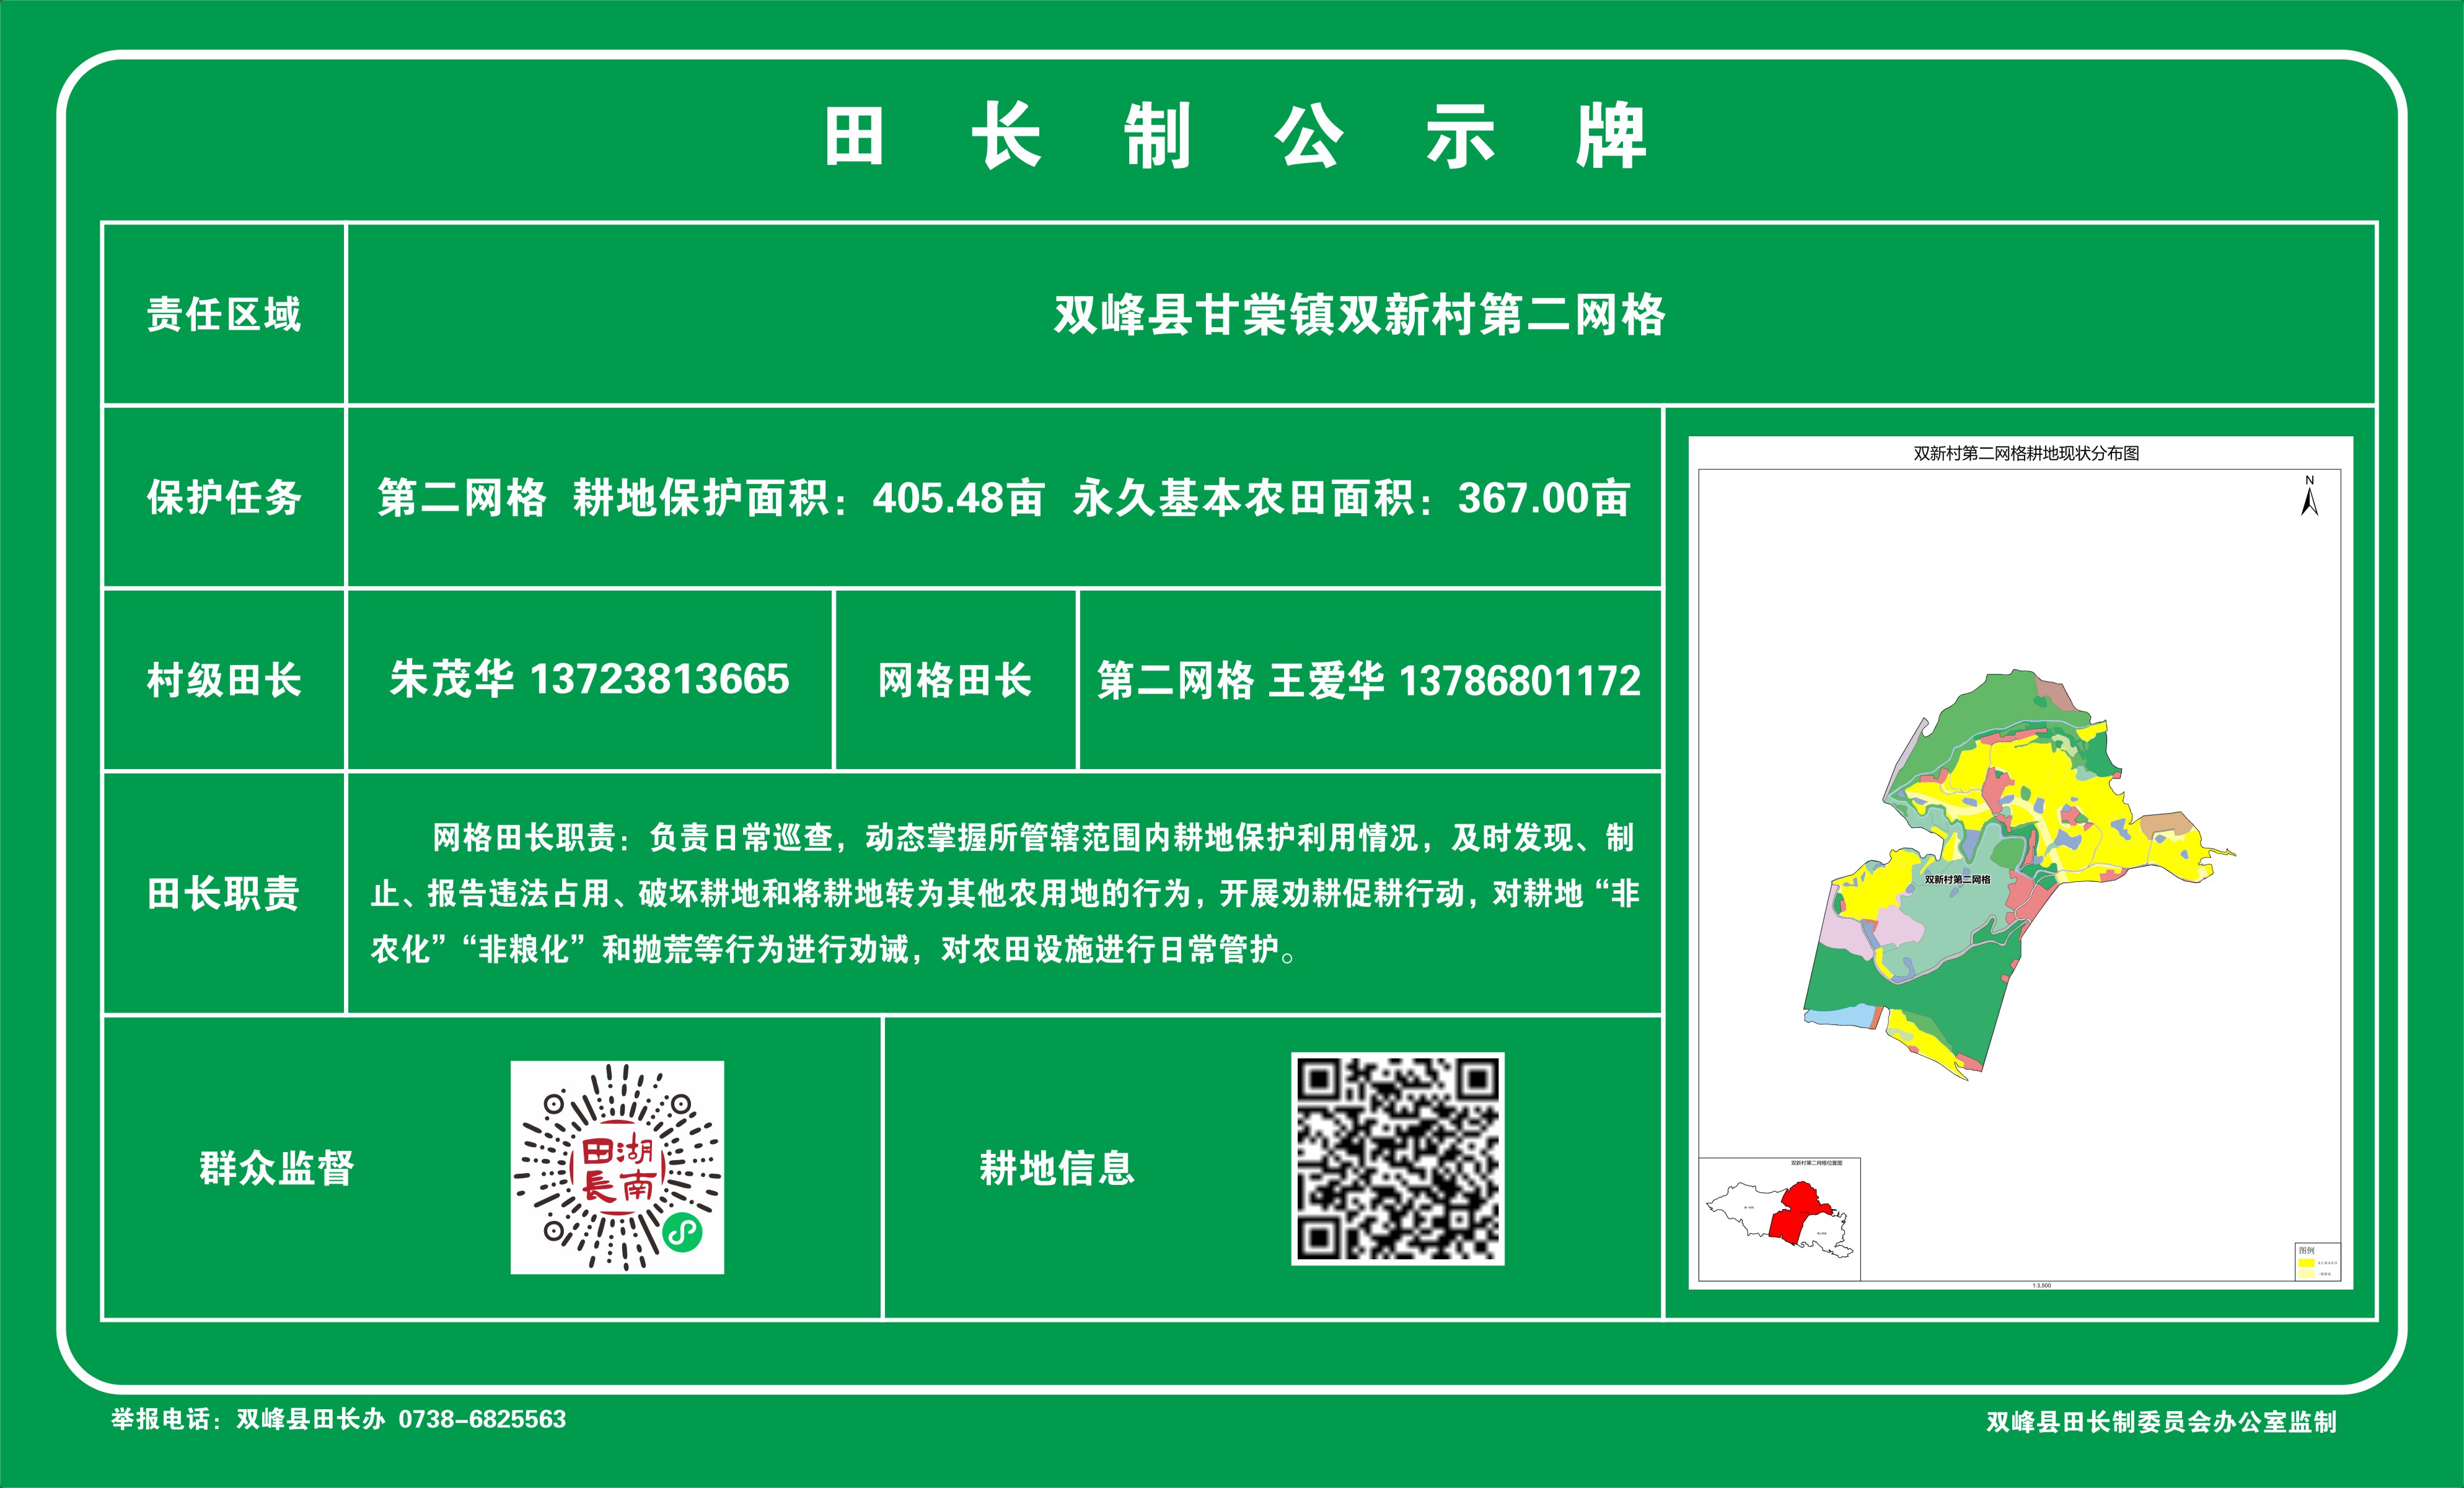 田长制公示牌
责任区域
双峰县甘棠镇双新村第二网格
保护任务
第二网格 耕地保护面积：405.48亩 永久基本农田面积：367.00亩
村级田长
朱茂华 13723813665
网格田长
第二网格 王爱华 13786801172
田长职责
网格田长职责：负责日常巡查，动态掌握所管辖范围内耕地保护利用情况，及时发现、制
止、报告违法占用、破坏耕地和将耕地转为其他农用地的行为，开展劝耕促耕行动，对耕地“非
农化”“非粮化”和抛荒等行为进行劝诫，对农田设施进行日常管护。
群众监督
田湖
長南
耕地信息
双新村第二网格耕地现状分布图
N
双新村第二网格
双新村第二网格位置图
图例
1:3,500
举报电话：双峰县田长办 0738-6825563
双峰县田长制委员会办公室监制